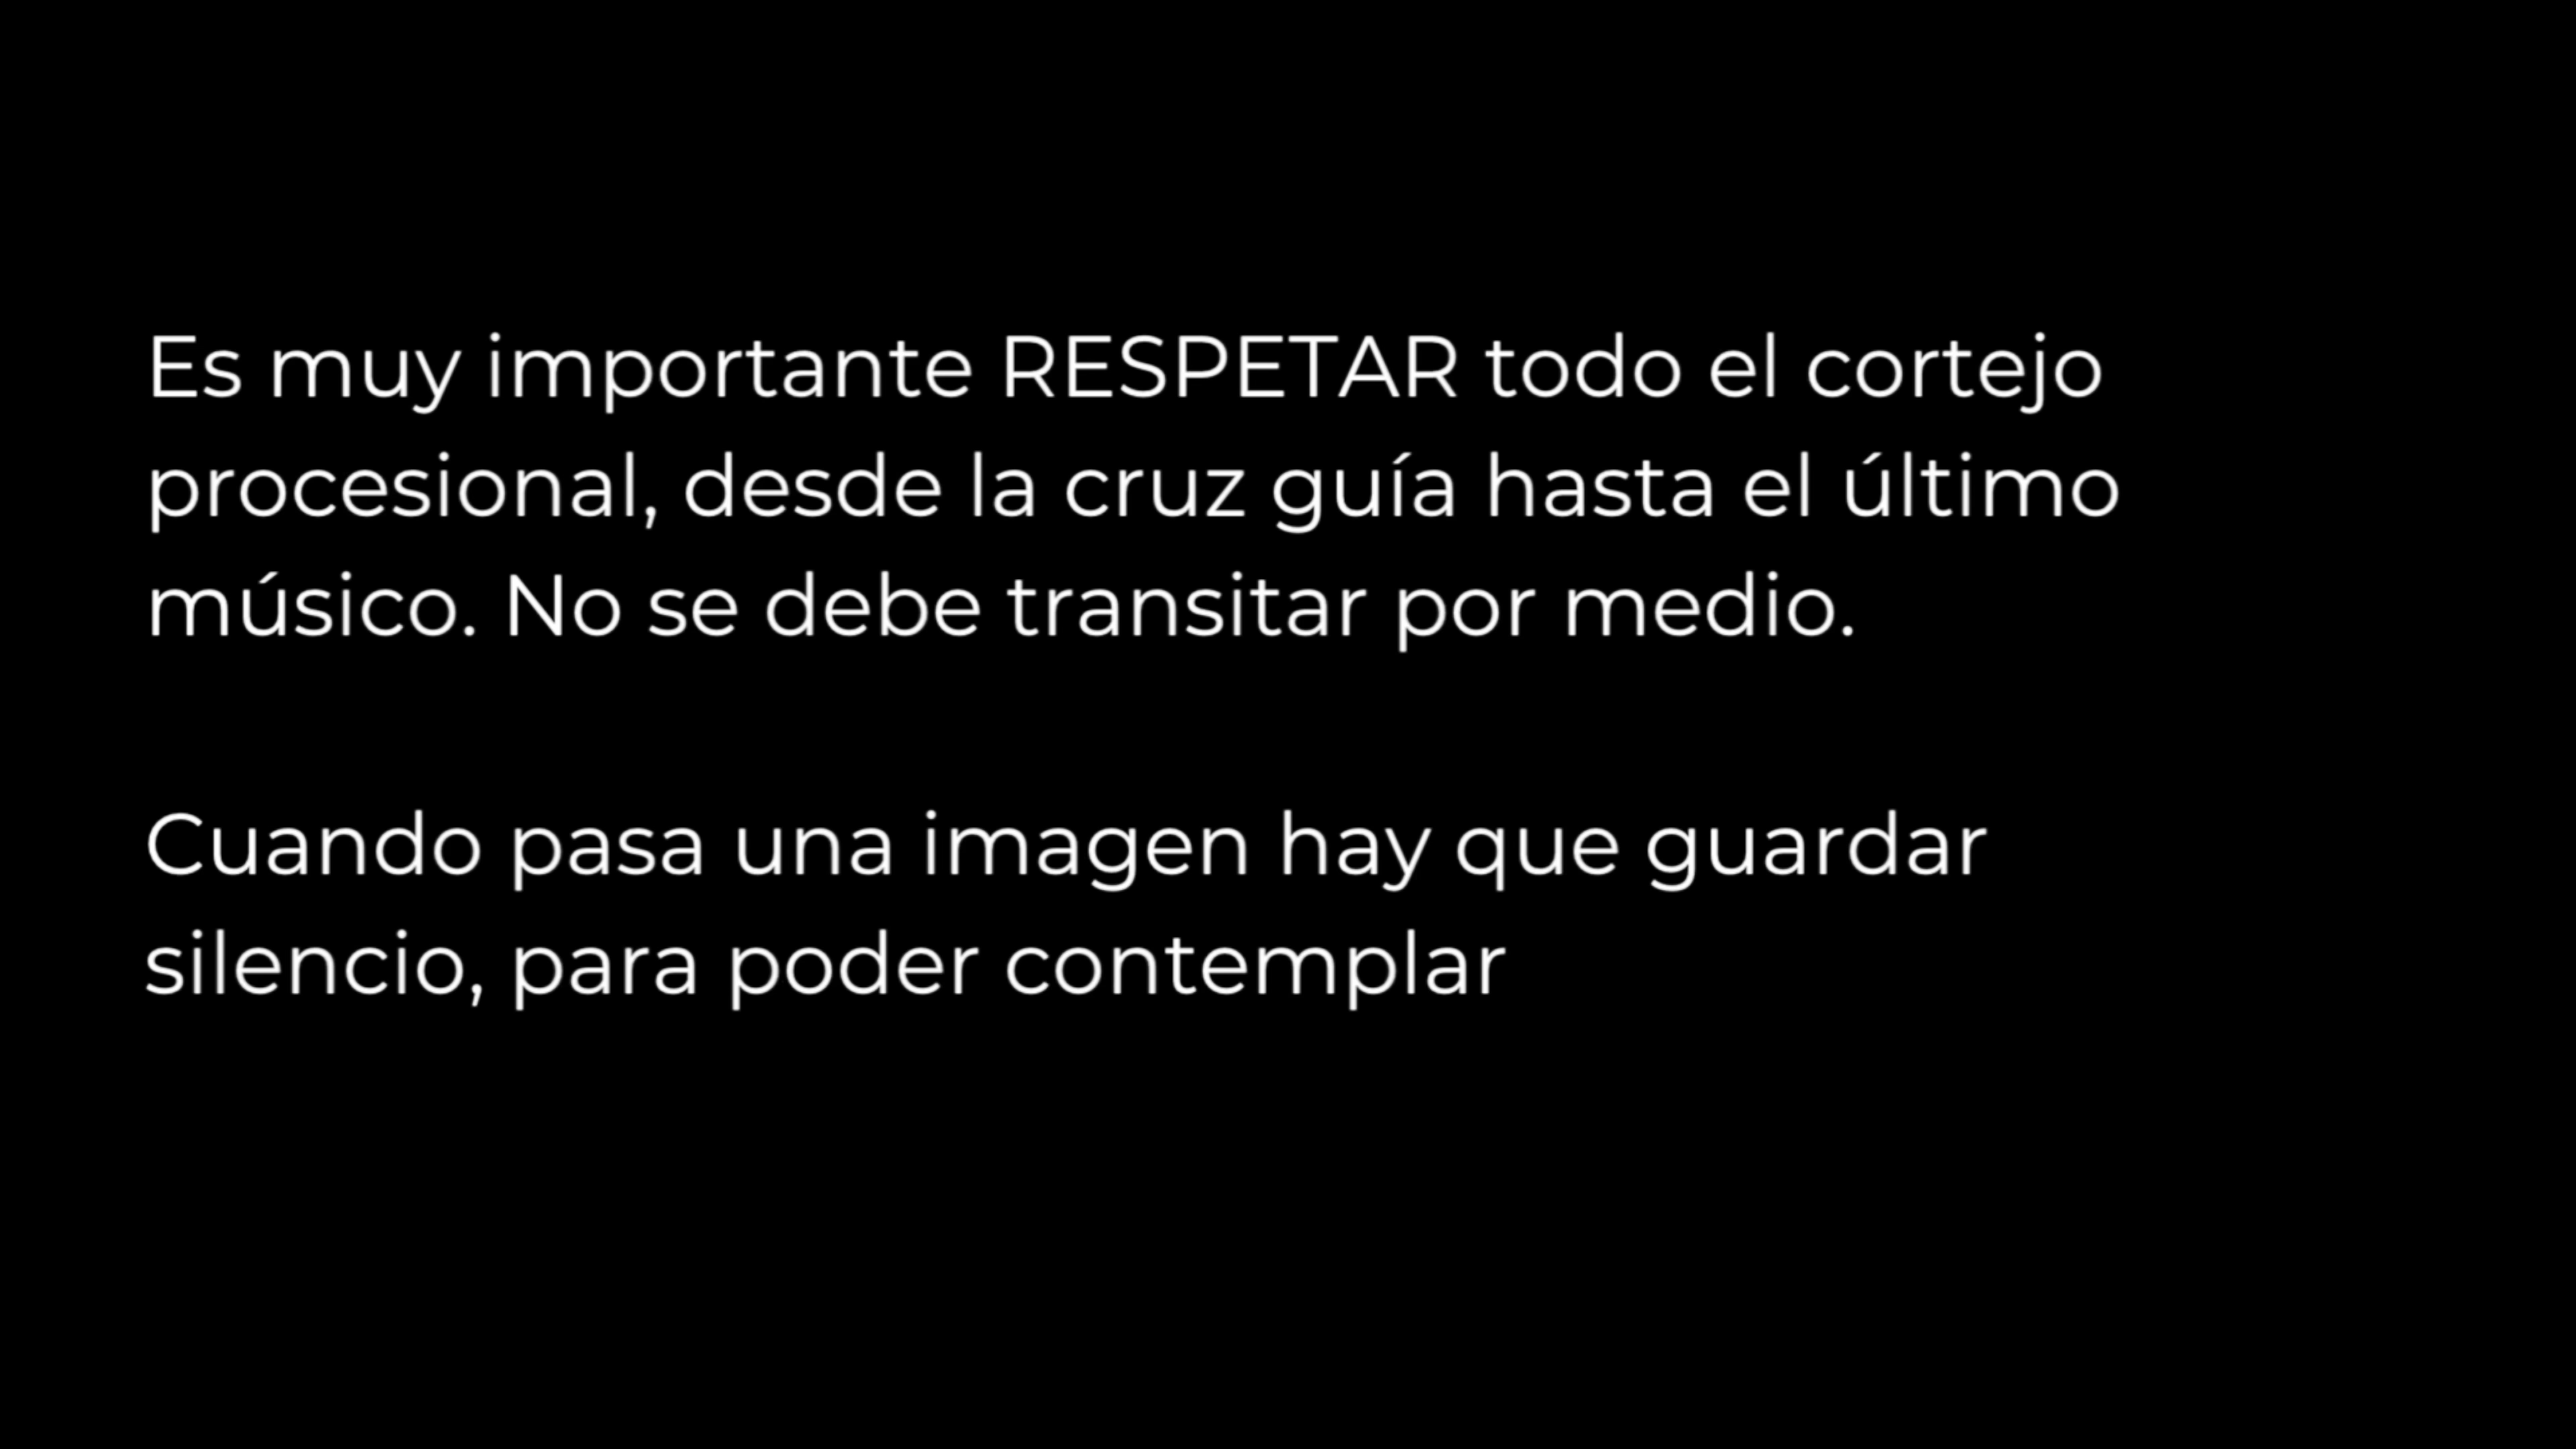 Es muy importante RESPETAR todo el cortejo
procesional, desde la cruz guía hasta el último
músico. No se debe transitar por medio.
Cuando pasa una imagen hay que guardar
silencio, para poder contemplar